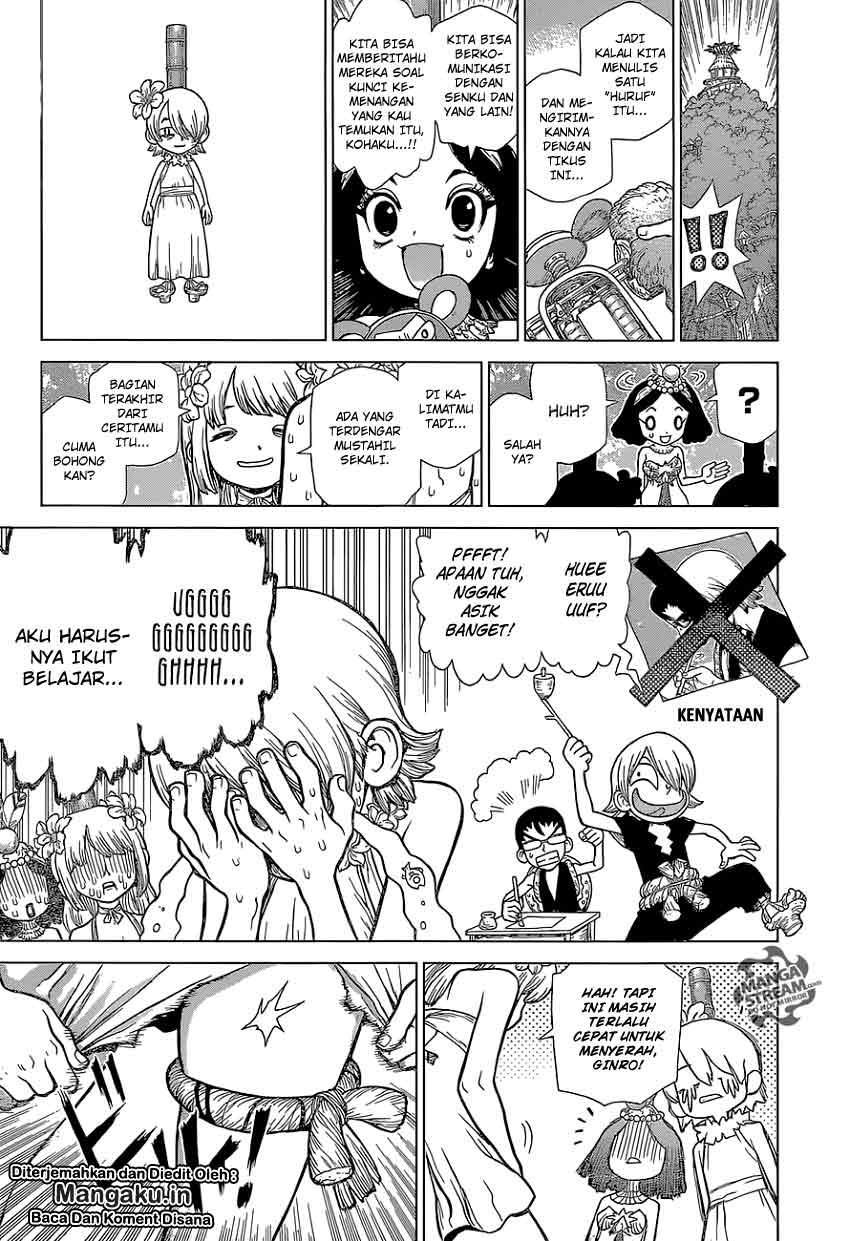 !!
JADI
KALAU KITA
MENULIS
SATU
"HURUF"
ITU...
DAN ME-
NGIRIM-
KANNYA
DENGAN
TIKUS
INI...
KITA BISA
BERKO-
MUNIKASI
DENGAN
SENKU DAN
YANG LAIN!
KITA BISA
MEMBERITAHU
MEREKA SOAL
KUNCI KE-
MENANGAN
YANG KAU
TEMUKAN ITU,
KOHAKU...!!
?
HUH?
SALAH
YA?
DI KA-
LIMATMU
TADI...
ADA YANG
TERDENGAR
MUSTAHIL
SEKALI.
BAGIAN
TERAKHIR
DARI
CERITAMU
ITU...
CUMA
BOHONG
KAN?
KENYATAAN
HUEE
ERUU
UUF?
PFFFT!
APAAN TUH,
NGGAK
ASIK
BANGET!
UGGGG
GGGGGGGGG
GHHHH...
AKU HARUS-
NYA IKUT
BELAJAR...
HAH! TAPI
INI MASIH
TERLALU
CEPAT UNTUK
MENYERAH,
GINRO!
MANGA
STREAM
.com
Diterjemahkan dan Diedit Oleh :
Mangaku.in
Baca Dan Koment Disana